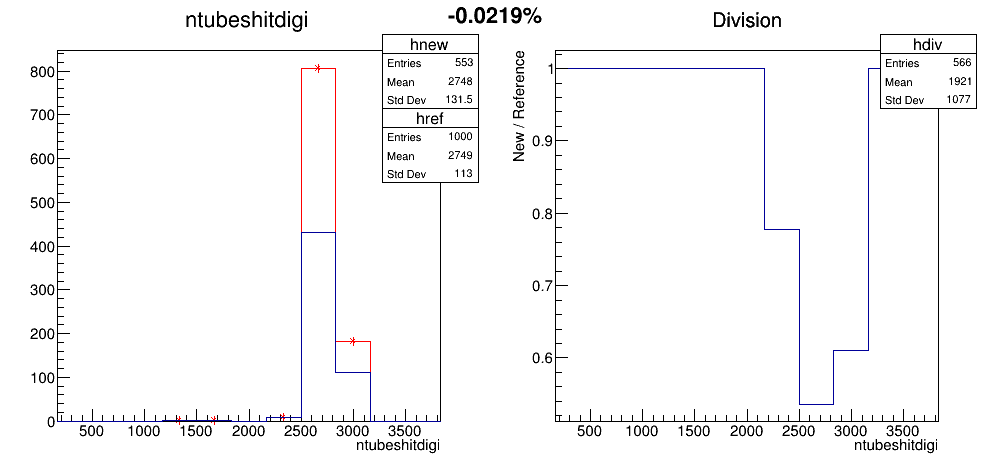 -0.0219%
ntubeshitdigi
hnew
Entries 553
Mean 2748
Std Dev 131.5
href
Entries 1000
Mean 2749
Std Dev 113
800
700
600
500
400
300
200
100
0
500 1000 1500 2000 2500 3000 3500
ntubeshitdigi
Division
hdiv
Entries 566
Mean 1921
Std Dev 1077
New / Reference
1
0.9
0.8
0.7
0.6
500 1000 1500 2000 2500 3000 3500
ntubeshitdigi